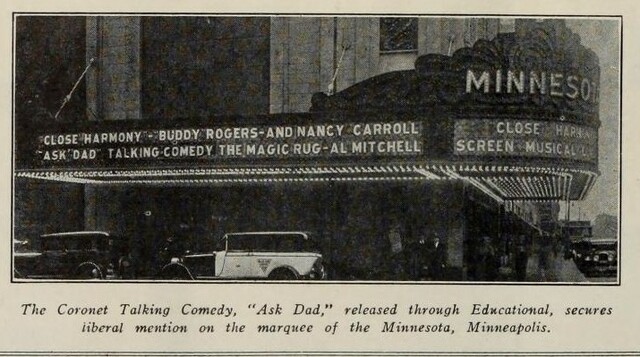 MINNESO
CLOSE HARMONY - BUDDY ROGERS-AND NANCY CARROLL
"ASK DAD" TALKING COMEDY THE MAGIC RUG-AL MITCHELL
CLOSE HARM
SCREEN MUSICAL
The Coronet Talking Comedy, "Ask Dad," released through Educational, secures
liberal mention on the marquee of the Minnesota, Minneapolis.